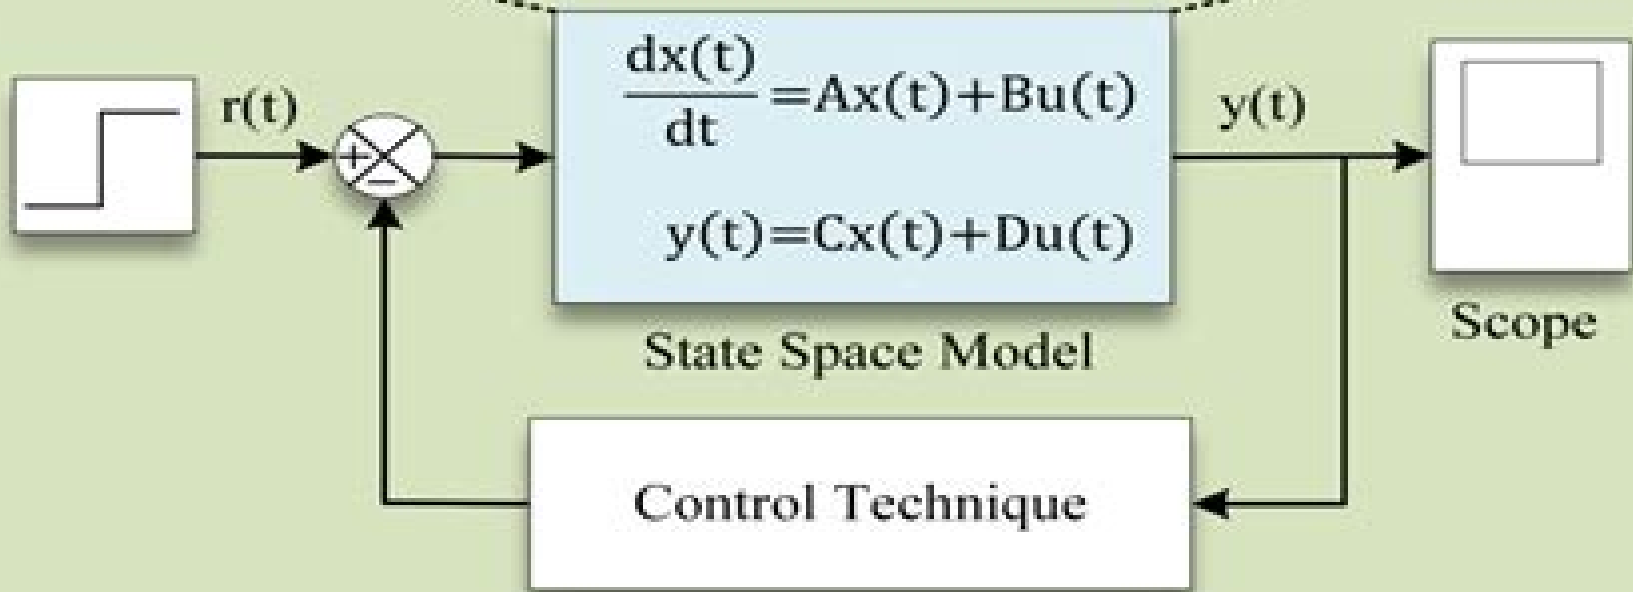 r(t)
+
−
dx(t)
dt
=Ax(t)+Bu(t)
y(t)=Cx(t)+Du(t)
y(t)
State Space Model
Scope
Control Technique